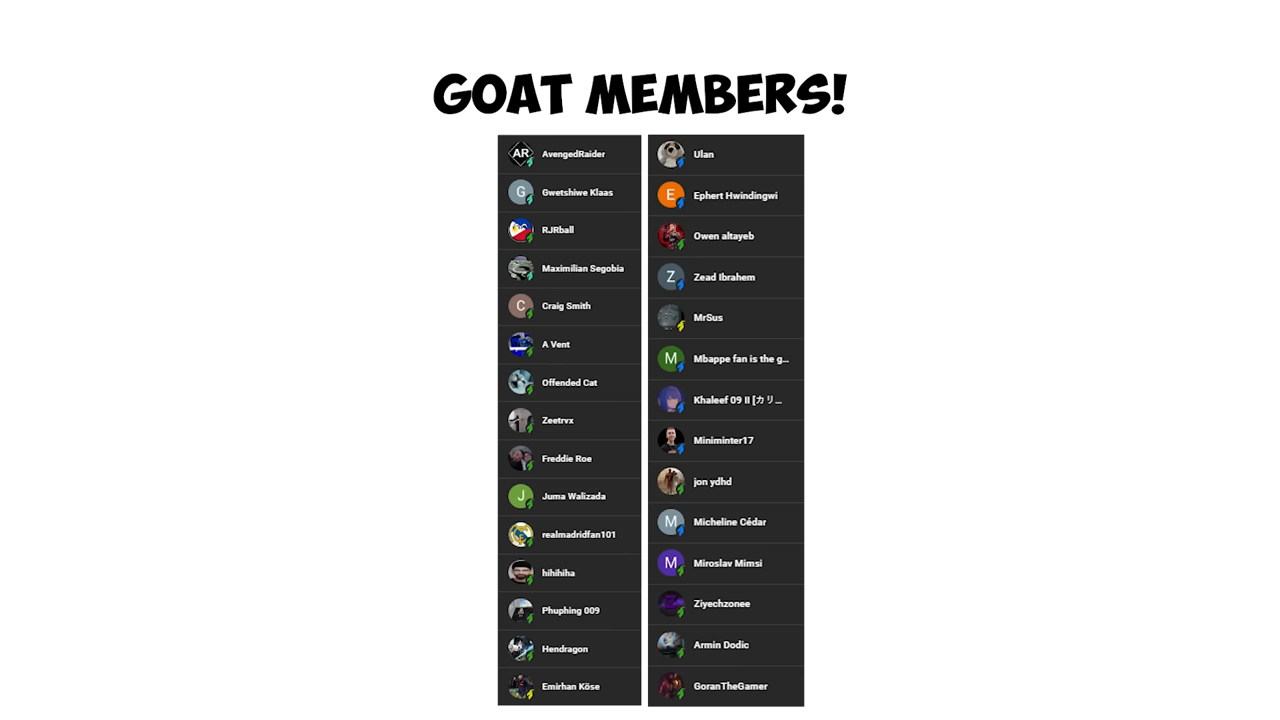 GOAT MEMBERS!
AR AvengedRaider
G Gwetshiwe Klaas
RJRball
Maximilian Segobia
C Craig Smith
A Vent
Offended Cat
Zeetrvx
Freddie Roe
J Juma Walizada
realmadridfan101
hihihiha
Phuphing 009
Hendragon
Emirhan Köse
Ulan
E Ephert Hwindingwi
Owen altayeb
Z Zead Ibrahem
MrSus
M Mbappe fan is the g...
Khaleef 09 II [カリ...
Miniminter17
jon ydhd
M Micheline Cédar
M Miroslav Mimsi
Ziyechzonee
Armin Dodic
GoranTheGamer